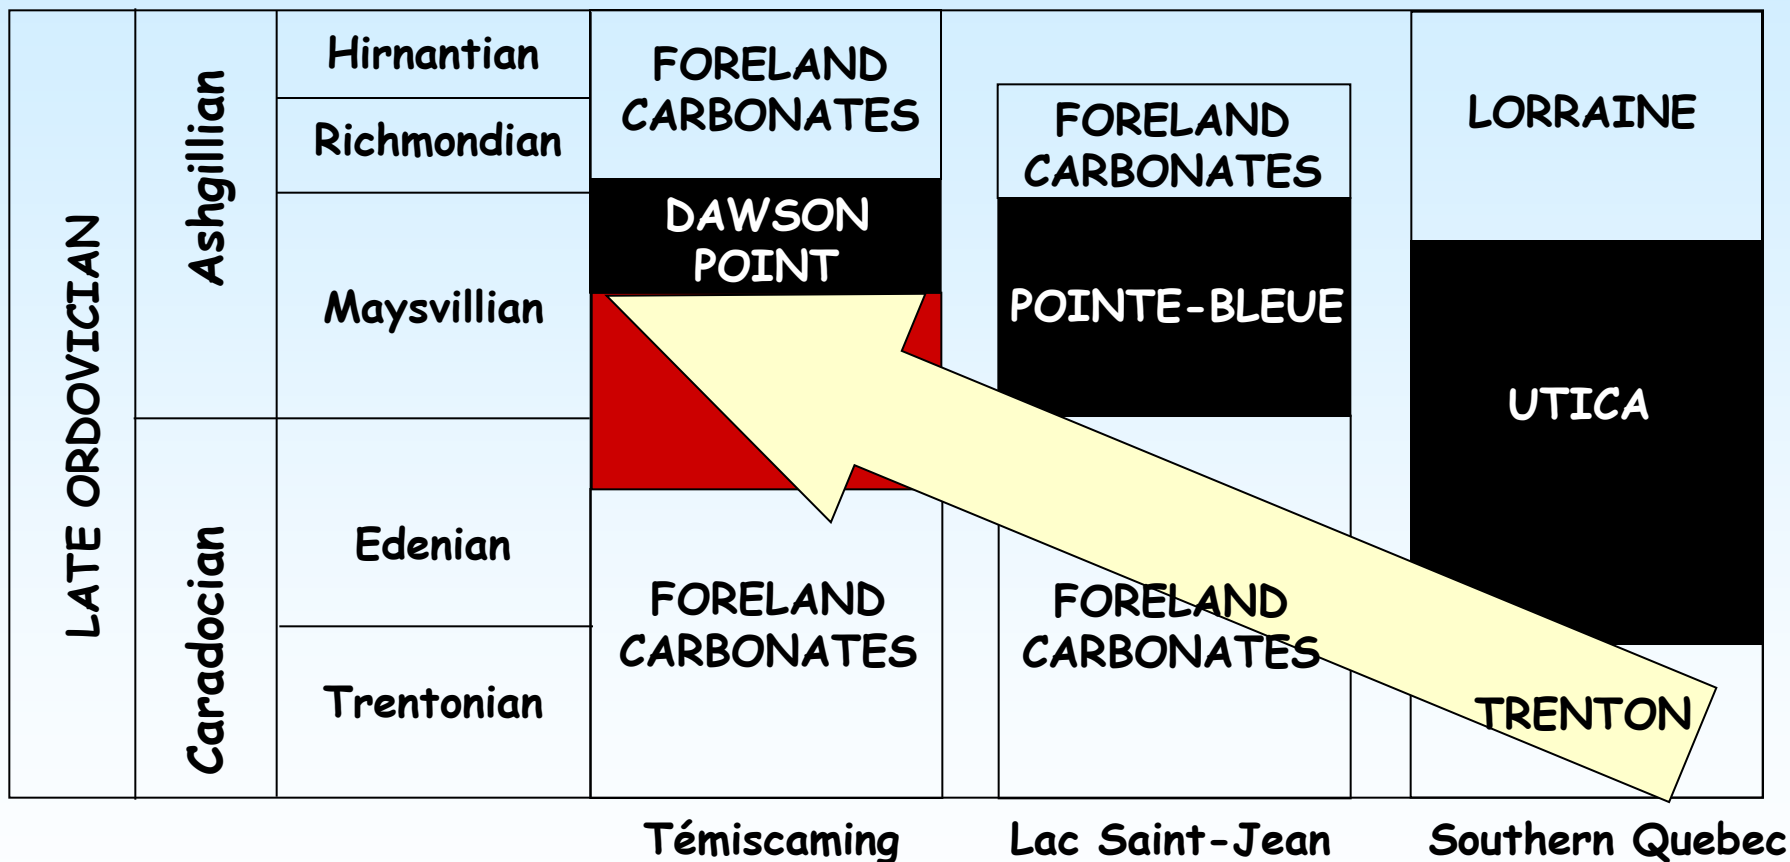 LATE ORDOVICIAN
Ashgillian
Caradocian
Hirnantian
Richmondian
Maysvillian
Edenian
Trentonian
FORELAND
CARBONATES
DAWSON
POINT
FORELAND
CARBONATES
FORELAND
CARBONATES
POINTE-BLEUE
FORELAND
CARBONATES
LORRAINE
UTICA
TRENTON
Témiscaming
Lac Saint-Jean
Southern Quebec